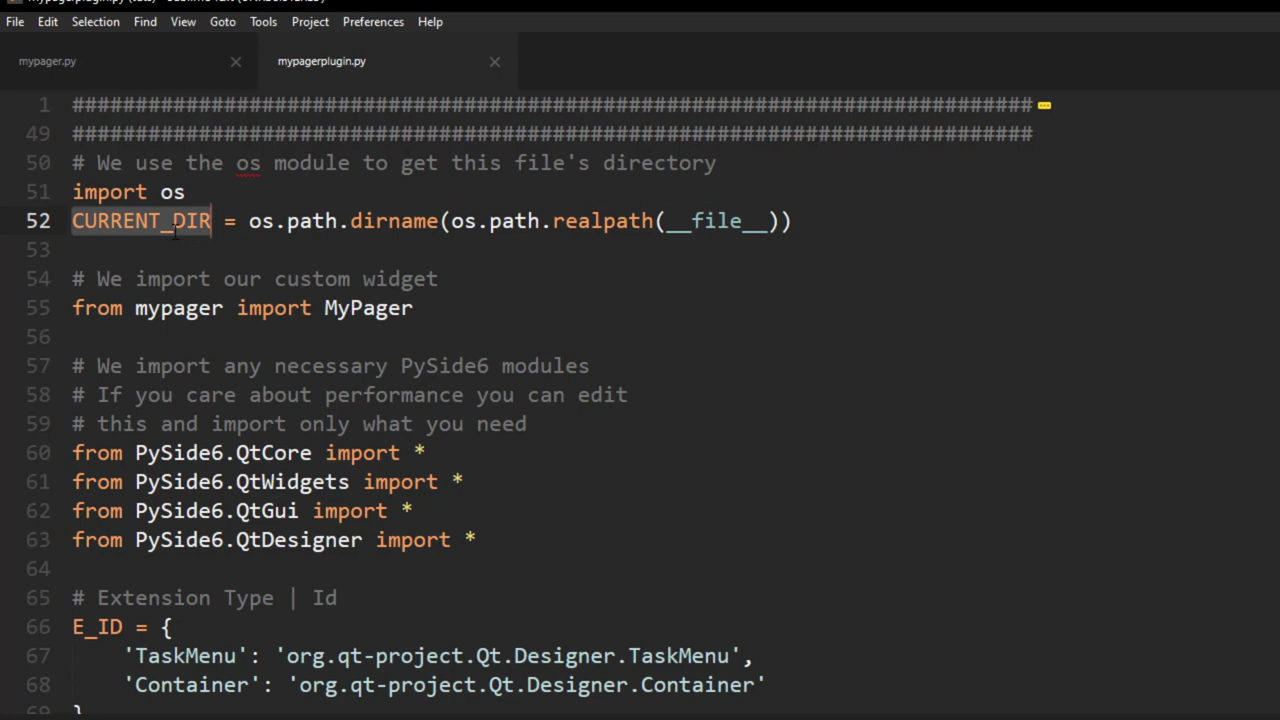 File Edit Selection Find View Goto Tools Project Preferences Help
mypager.py mypagerplugin.py
1 ############################################################################
49 ############################################################################
50 # We use the os module to get this file's directory
51 import os
52 CURRENT_DIR = os.path.dirname(os.path.realpath(__file__))
53
54 # We import our custom widget
55 from mypager import MyPager
56
57 # We import any necessary PySide6 modules
58 # If you care about performance you can edit
59 # this and import only what you need
60 from PySide6.QtCore import *
61 from PySide6.QtWidgets import *
62 from PySide6.QtGui import *
63 from PySide6.QtDesigner import *
64
65 # Extension Type | Id
66 E_ID = {
67 'TaskMenu': 'org.qt-project.Qt.Designer.TaskMenu',
68 'Container': 'org.qt-project.Qt.Designer.Container'
69 }